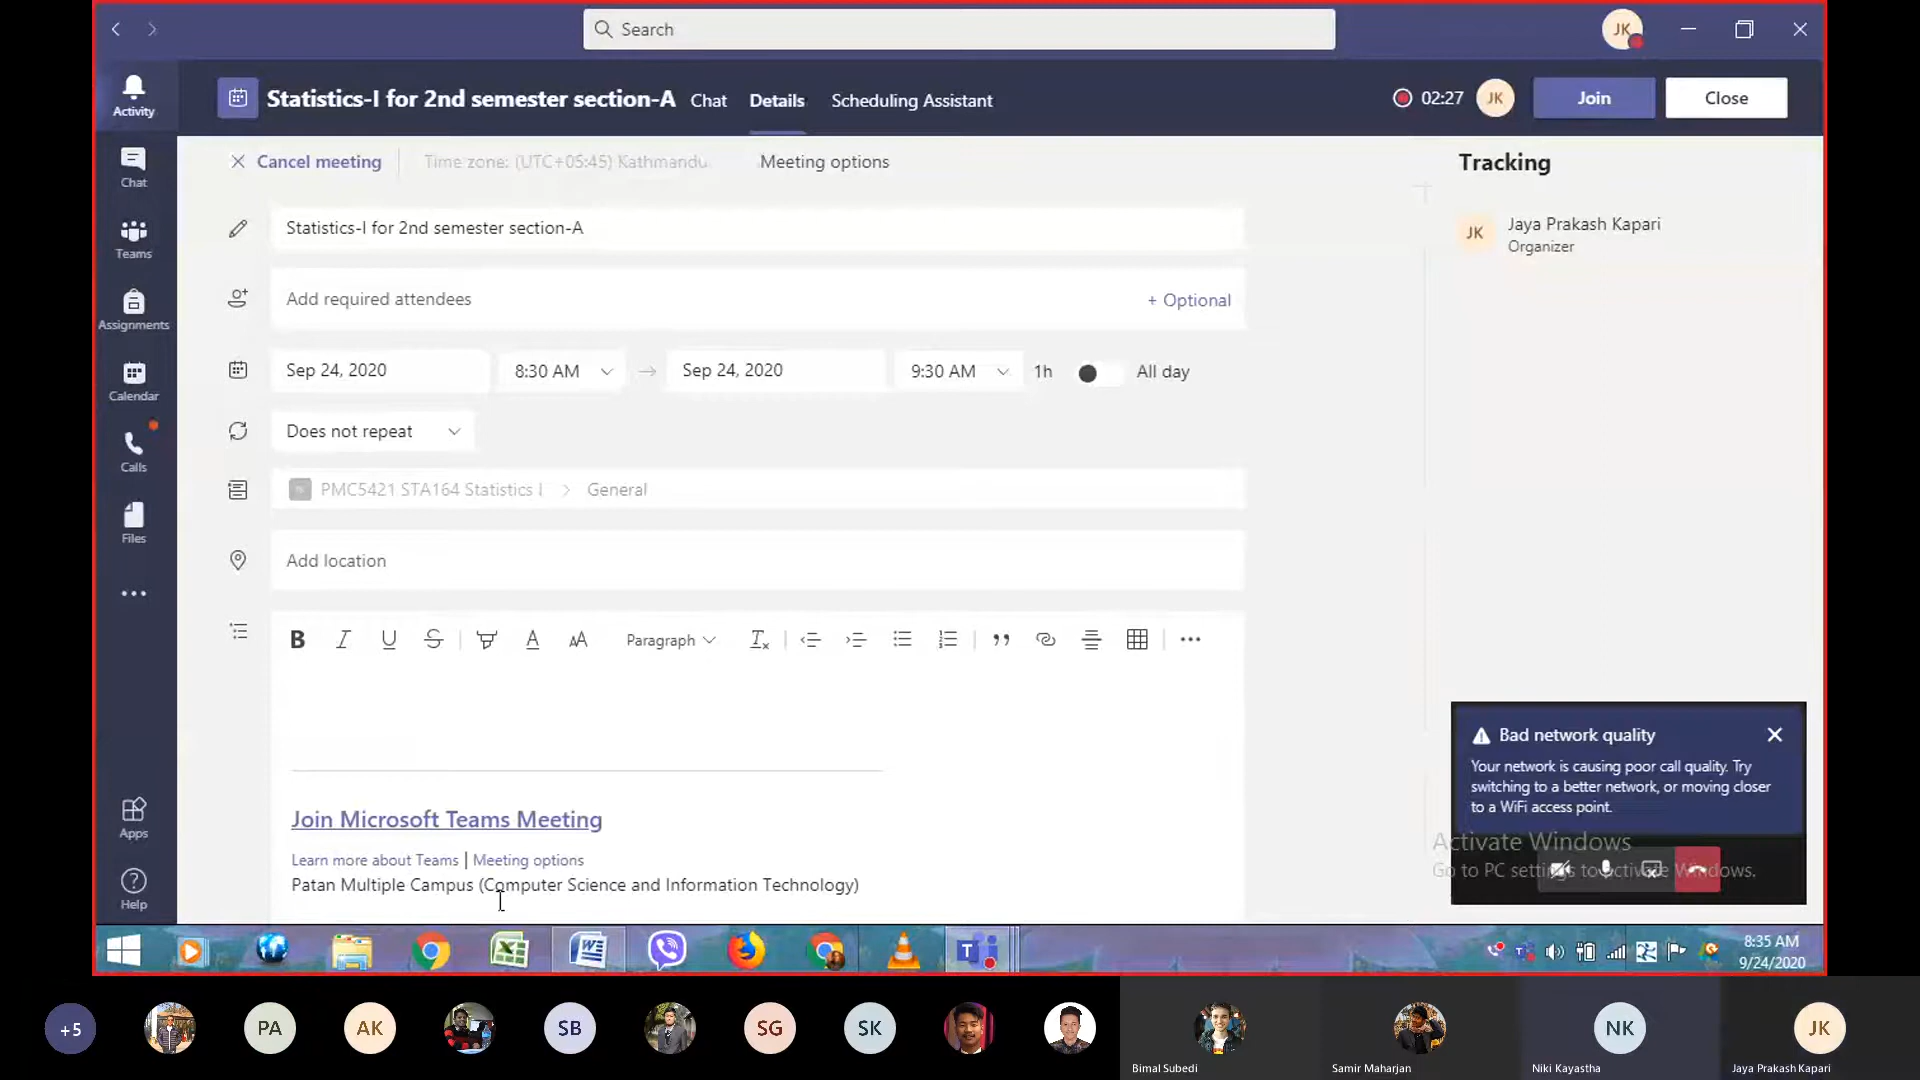 Search
JK
Activity
Statistics-I for 2nd semester section-A
Chat
Details
Scheduling Assistant
02:27
JK
Join
Close
Cancel meeting
Time zone: (UTC+05:45) Kathmandu
Meeting options
Tracking
Chat
Statistics-I for 2nd semester section-A
JK
Jaya Prakash Kapari
Organizer
Teams
Add required attendees
+ Optional
Assignments
Sep 24, 2020
8:30 AM
Sep 24, 2020
9:30 AM
1h
All day
Calendar
Does not repeat
Calls
PMC5421 STA164 Statistics I
General
Files
Add location
Paragraph
Bad network quality
Your network is causing poor call quality. Try
switching to a better network, or moving closer
to a WiFi access point.
Join Microsoft Teams Meeting
Activate Windows
Go to PC settings to activate Windows.
Learn more about Teams | Meeting options
Patan Multiple Campus (Computer Science and Information Technology)
Apps
Help
8:35 AM
9/24/2020
+5
PA
AK
SB
SG
SK
NK
JK
Bimal Subedi
Samir Maharjan
Niki Kayastha
Jaya Prakash Kapari